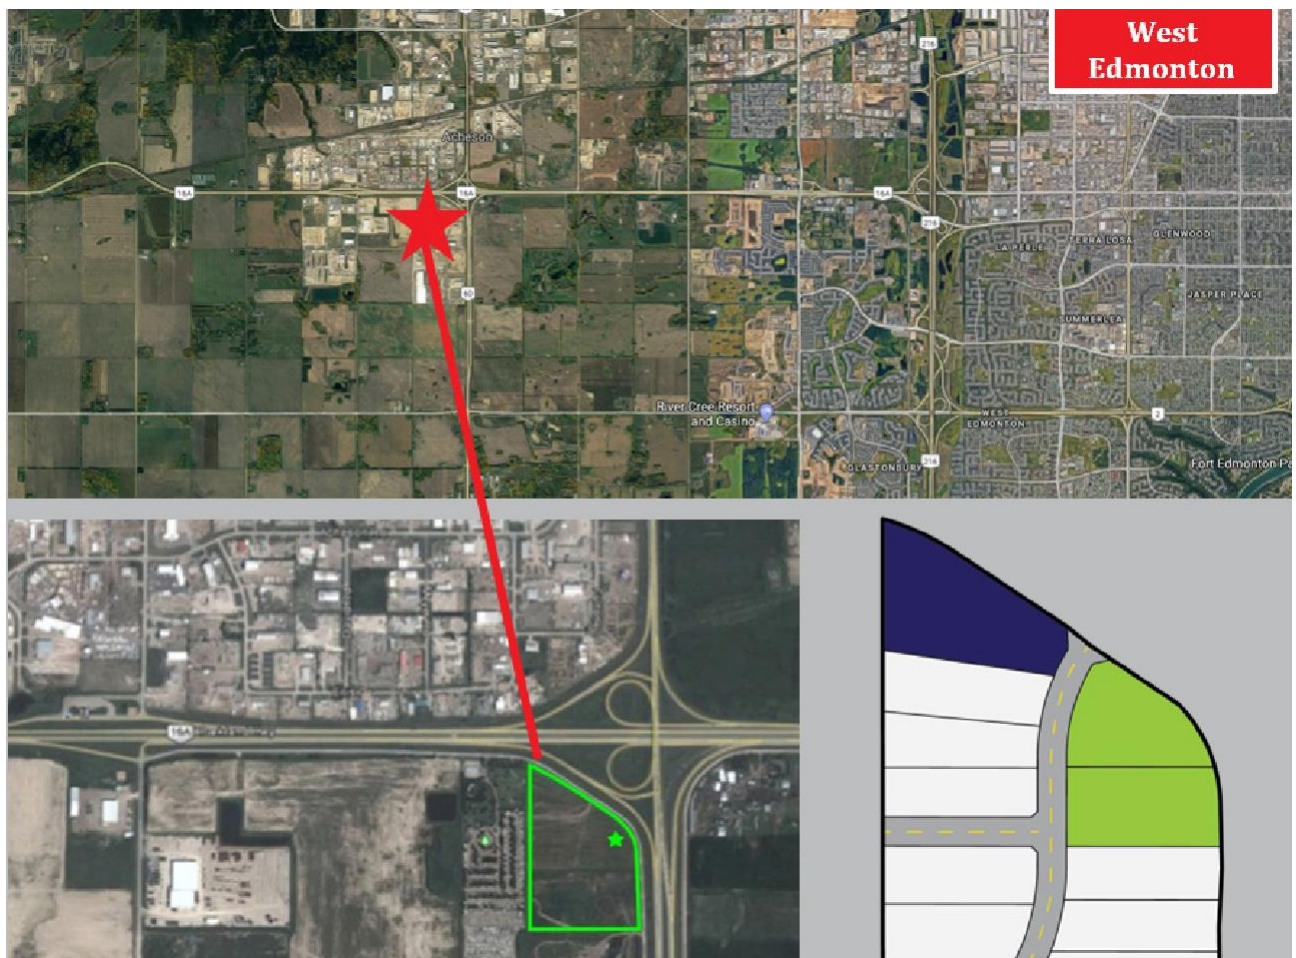 West
Edmonton
216
Acheson
16A
16A
16A
216
LA PERLE
TERRA LOSA
GLENWOOD
60
JASPER PLACE
SUMMERLEA
River Cree Resort
and Casino
WEST
EDMONTON
2
GLASTONBURY
216
Fort Edmonton Pa
16A